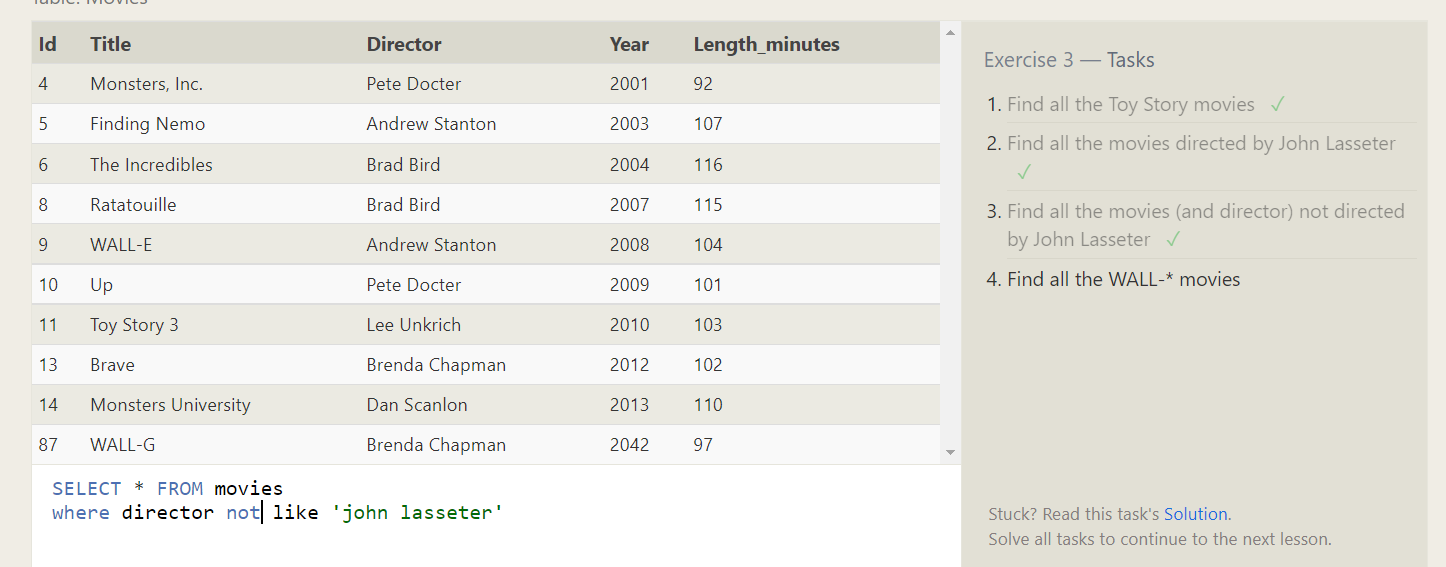 Table: Movies
Id Title Director Year Length_minutes
4 Monsters, Inc. Pete Docter 2001 92
5 Finding Nemo Andrew Stanton 2003 107
6 The Incredibles Brad Bird 2004 116
8 Ratatouille Brad Bird 2007 115
9 WALL-E Andrew Stanton 2008 104
10 Up Pete Docter 2009 101
11 Toy Story 3 Lee Unkrich 2010 103
13 Brave Brenda Chapman 2012 102
14 Monsters University Dan Scanlon 2013 110
87 WALL-G Brenda Chapman 2042 97
SELECT * FROM movies
where director not like 'john lasseter'
Exercise 3 — Tasks
1. Find all the Toy Story movies ✓
2. Find all the movies directed by John Lasseter
✓
3. Find all the movies (and director) not directed
by John Lasseter ✓
4. Find all the WALL-* movies
Stuck? Read this task's Solution.
Solve all tasks to continue to the next lesson.